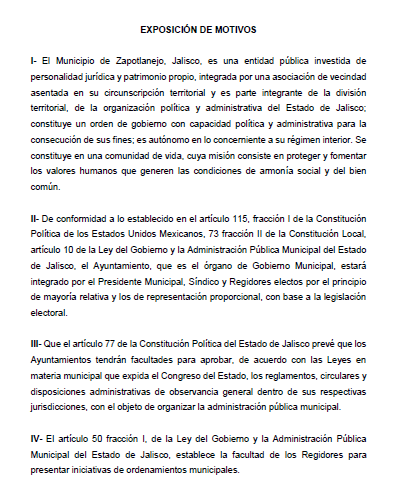 EXPOSICIÓN DE MOTIVOS
I- El Municipio de Zapotlanejo, Jalisco, es una entidad pública investida de
personalidad jurídica y patrimonio propio, integrada por una asociación de vecindad
asentada en su circunscripción territorial y es parte integrante de la división
territorial, de la organización política y administrativa del Estado de Jalisco;
constituye un orden de gobierno con capacidad política y administrativa para la
consecución de sus fines; es autónomo en lo concerniente a su régimen interior. Se
constituye en una comunidad de vida, cuya misión consiste en proteger y fomentar
los valores humanos que generen las condiciones de armonía social y del bien
común.
II- De conformidad a lo establecido en el artículo 115, fracción I de la Constitución
Política de los Estados Unidos Mexicanos, 73 fracción II de la Constitución Local,
artículo 10 de la Ley del Gobierno y la Administración Pública Municipal del Estado
de Jalisco, el Ayuntamiento, que es el órgano de Gobierno Municipal, estará
integrado por el Presidente Municipal, Síndico y Regidores electos por el principio
de mayoría relativa y los de representación proporcional, con base a la legislación
electoral.
III- Que el artículo 77 de la Constitución Política del Estado de Jalisco prevé que los
Ayuntamientos tendrán facultades para aprobar, de acuerdo con las Leyes en
materia municipal que expida el Congreso del Estado, los reglamentos, circulares y
disposiciones administrativas de observancia general dentro de sus respectivas
jurisdicciones, con el objeto de organizar la administración pública municipal.
IV- El artículo 50 fracción I, de la Ley del Gobierno y la Administración Pública
Municipal del Estado de Jalisco, establece la facultad de los Regidores para
presentar iniciativas de ordenamientos municipales.